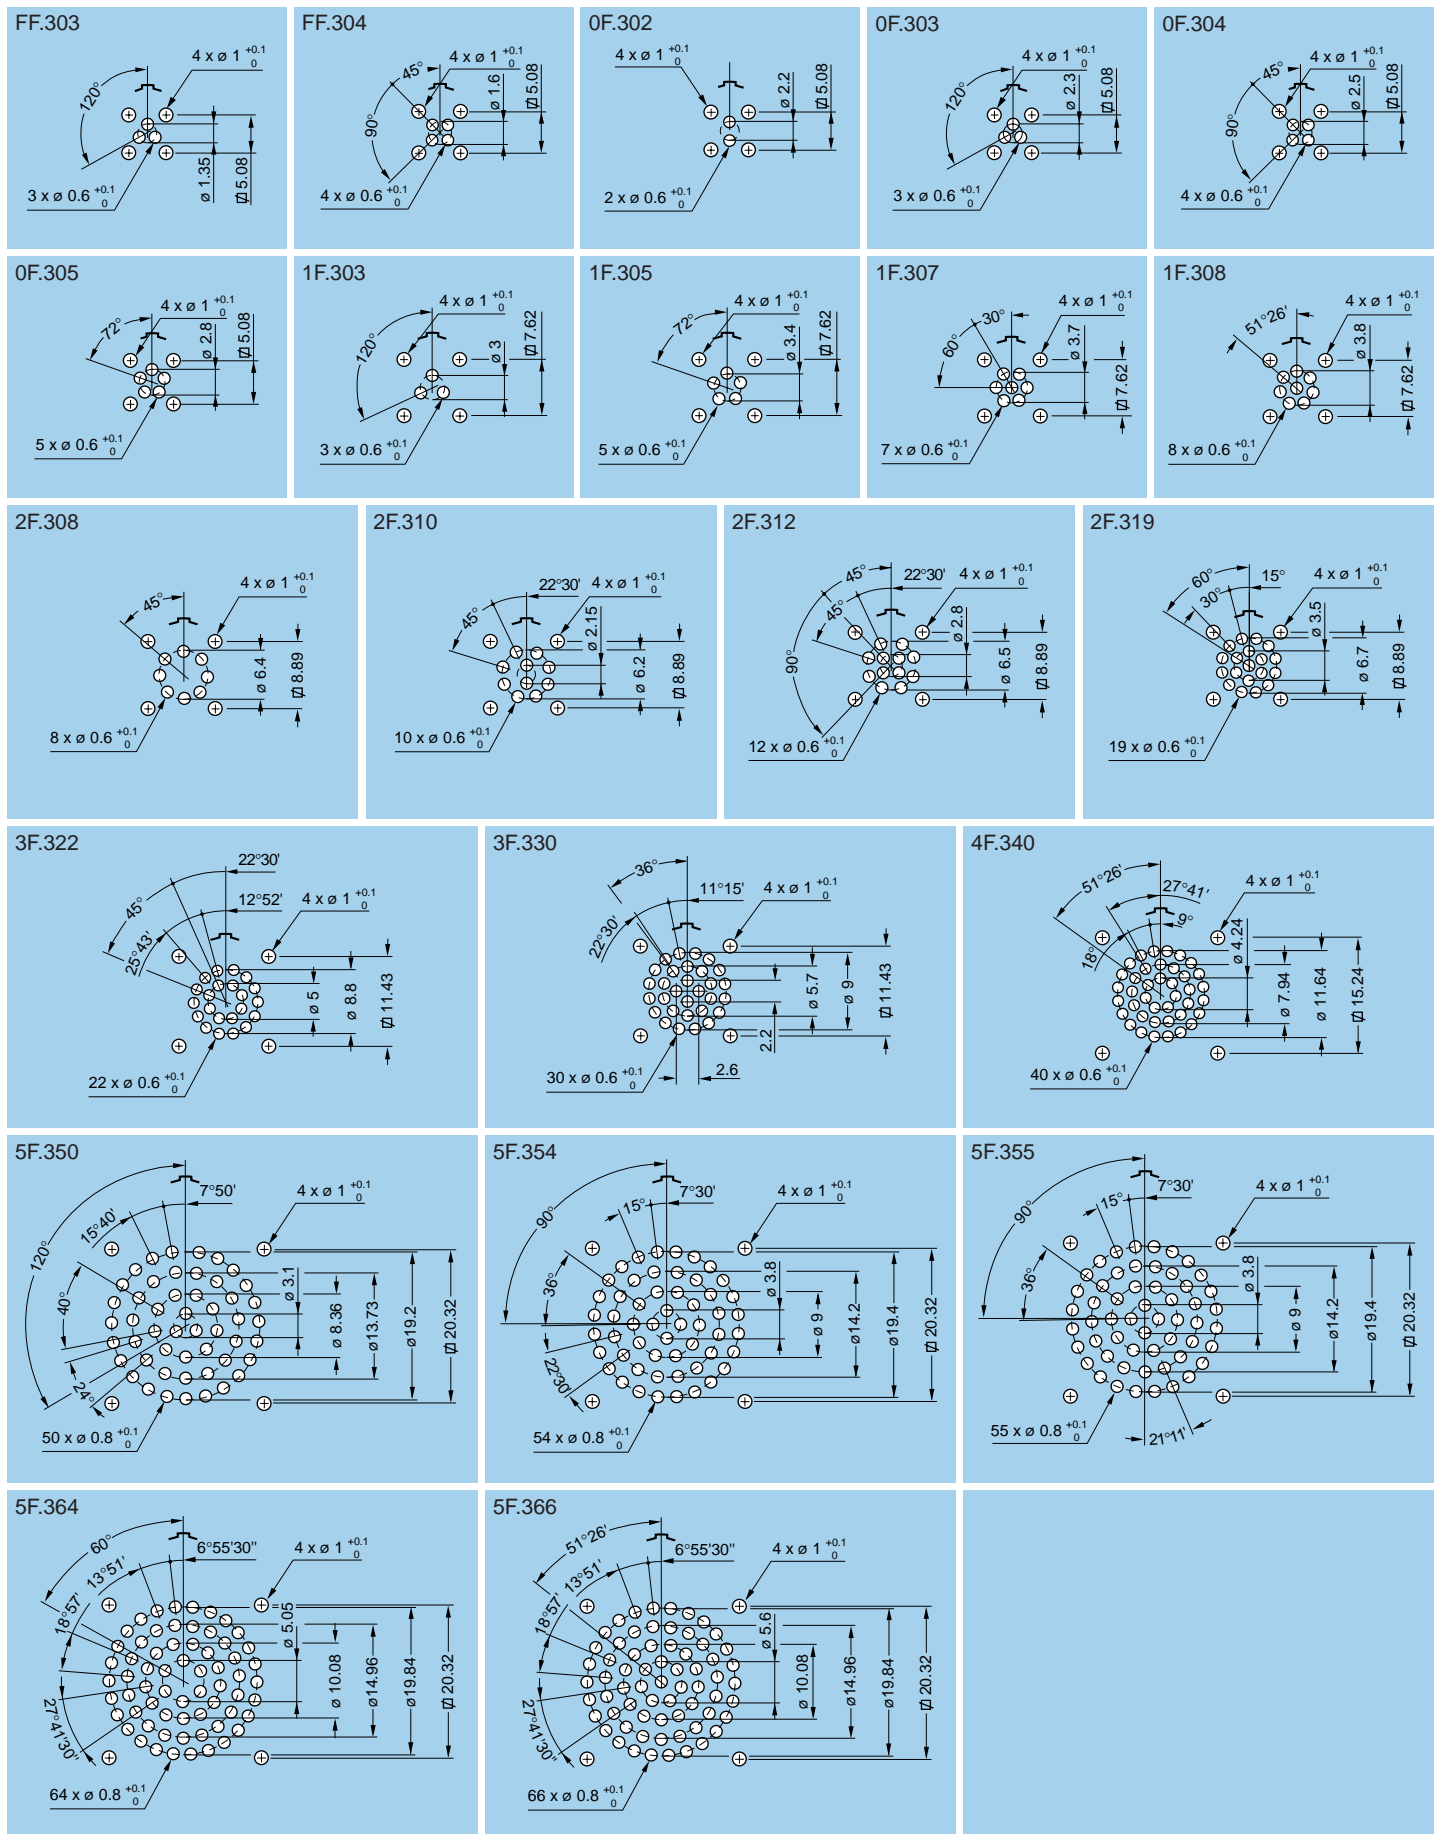 FF.303
4 x ø 1 +0.1 0
120°
3 x ø 0.6 +0.1 0
ø 1.35
5.08
FF.304
4 x ø 1 +0.1 0
45°
90°
4 x ø 0.6 +0.1 0
ø 1.6
5.08
0F.302
4 x ø 1 +0.1 0
2 x ø 0.6 +0.1 0
ø 2.2
5.08
0F.303
4 x ø 1 +0.1 0
120°
3 x ø 0.6 +0.1 0
ø 2.3
5.08
0F.304
4 x ø 1 +0.1 0
45°
90°
4 x ø 0.6 +0.1 0
ø 2.5
5.08
0F.305
4 x ø 1 +0.1 0
72°
5 x ø 0.6 +0.1 0
ø 2.8
5.08
1F.303
4 x ø 1 +0.1 0
120°
3 x ø 0.6 +0.1 0
ø 3
7.62
1F.305
4 x ø 1 +0.1 0
72°
5 x ø 0.6 +0.1 0
ø 3.4
7.62
1F.307
30°
4 x ø 1 +0.1 0
60°
7 x ø 0.6 +0.1 0
ø 3.7
7.62
1F.308
51°26'
4 x ø 1 +0.1 0
8 x ø 0.6 +0.1 0
ø 3.8
7.62
2F.308
45°
4 x ø 1 +0.1 0
8 x ø 0.6 +0.1 0
ø 6.4
8.89
2F.310
22°30'
4 x ø 1 +0.1 0
45°
10 x ø 0.6 +0.1 0
ø 2.15
ø 6.2
8.89
2F.312
45°
22°30'
4 x ø 1 +0.1 0
45°
90°
12 x ø 0.6 +0.1 0
ø 2.8
ø 6.5
8.89
2F.319
60°
15°
4 x ø 1 +0.1 0
30°
19 x ø 0.6 +0.1 0
ø 3.5
ø 6.7
8.89
3F.322
22°30'
12°52'
4 x ø 1 +0.1 0
45°
25°43'
22 x ø 0.6 +0.1 0
ø 5
ø 8.8
11.43
3F.330
36°
11°15'
4 x ø 1 +0.1 0
22°30'
30 x ø 0.6 +0.1 0
2.6
2.2
ø 5.7
ø 9
11.43
4F.340
51°26'
27°41'
4 x ø 1 +0.1 0
9°
18°
40 x ø 0.6 +0.1 0
ø 4.24
ø 7.94
ø 11.64
15.24
5F.350
7°50'
4 x ø 1 +0.1 0
15°40'
120°
40°
24°
50 x ø 0.8 +0.1 0
ø 3.1
ø 8.36
ø13.73
ø19.2
20.32
5F.354
7°30'
4 x ø 1 +0.1 0
15°
90°
36°
22°30'
54 x ø 0.8 +0.1 0
ø 3.8
ø 9
ø14.2
ø19.4
20.32
5F.355
7°30'
4 x ø 1 +0.1 0
15°
90°
36°
55 x ø 0.8 +0.1 0
21°11'
ø 3.8
ø 9
ø14.2
ø19.4
20.32
5F.364
60°
6°55'30"
4 x ø 1 +0.1 0
13°51'
18°57'
27°41'30"
64 x ø 0.8 +0.1 0
ø 5.05
ø 10.08
ø14.96
ø19.84
20.32
5F.366
51°26'
6°55'30"
4 x ø 1 +0.1 0
13°51'
18°57'
27°41'30"
66 x ø 0.8 +0.1 0
ø 5.6
ø 10.08
ø14.96
ø19.84
20.32